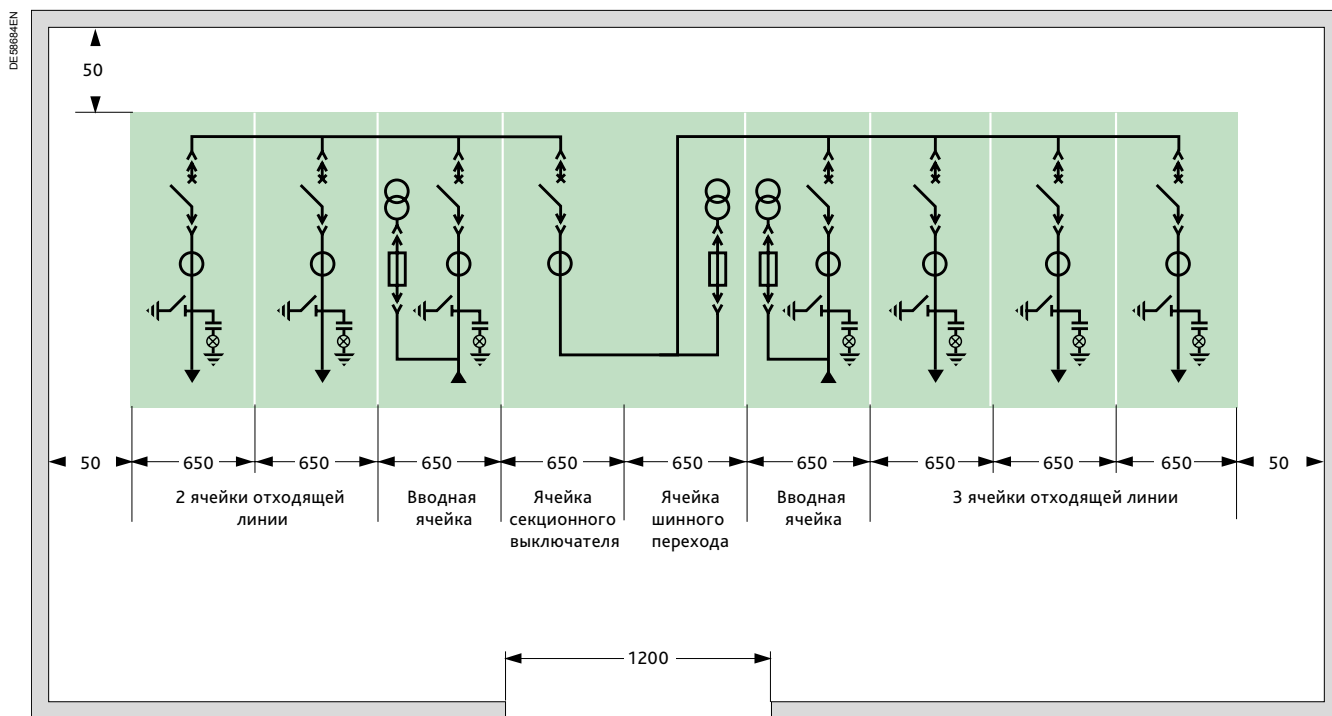 DE58684EN
50
50
650
650
650
650
650
650
650
650
650
50
2 ячейки отходящей
линии
Вводная
ячейка
Ячейка
секционного
выключателя
Ячейка
шинного
перехода
Вводная
ячейка
3 ячейки отходящей линии
1200